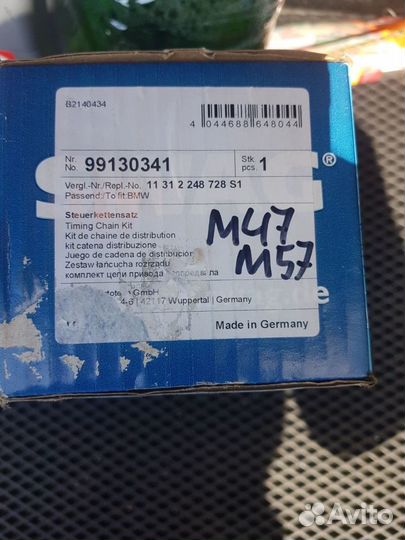 B2140434
4 044688 648044
Nr. No. 99130341 Stk. pcs. 1
Vergl.-Nr./Repl.-No. 11 31 2 248 728 S1
Passend:/To fit:BMW
Steuerkettensatz
Timing Chain Kit
Kit de chaine de distribution
kit catena distribuzione
Juego de cadena de distribución
Zestaw łańcucha rozrządu
комплект цепи привода
M47
M57
GmbH
42117 Wuppertal | Germany
Made in Germany
Avito